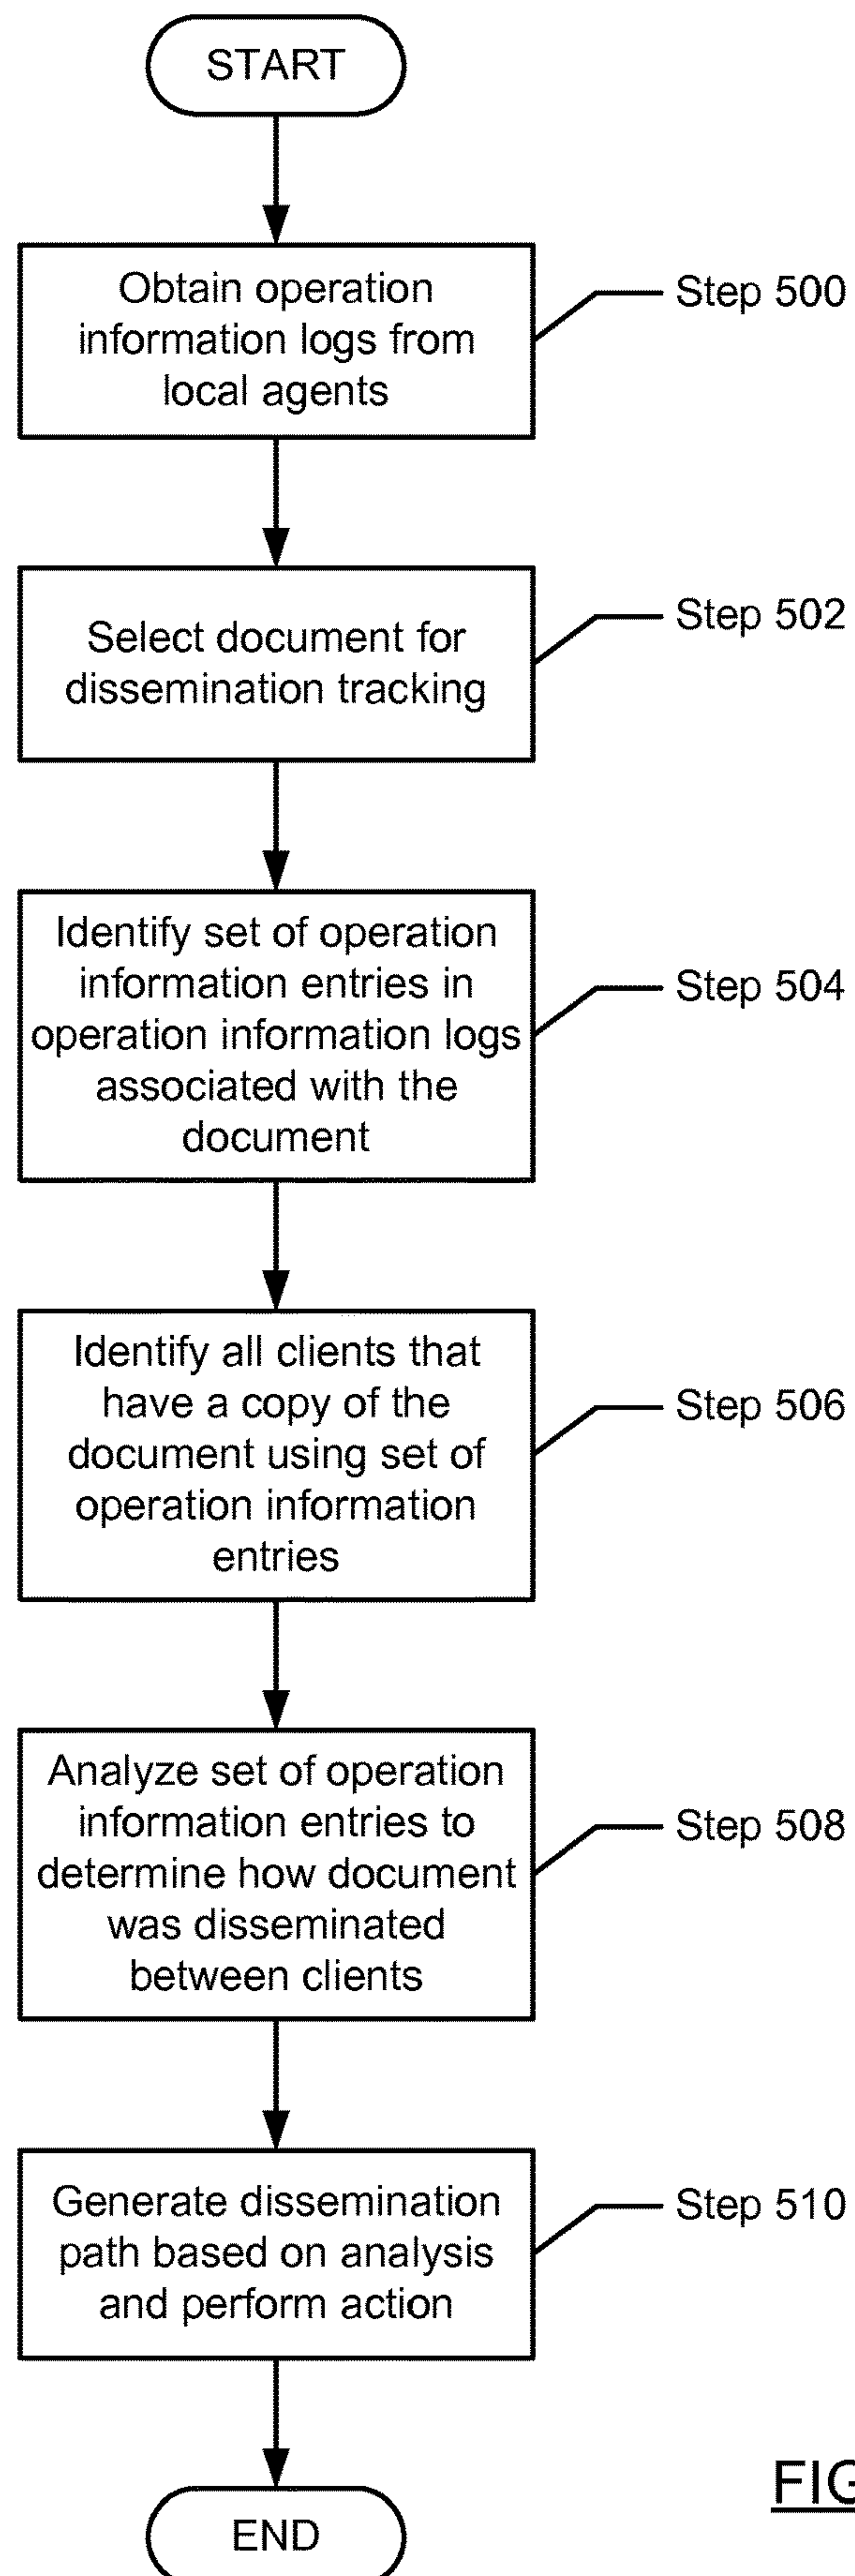 START
Obtain operation
information logs from
local agents
Step 500
Select document for
dissemination tracking
Step 502
Identify set of operation
information entries in
operation information logs
associated with the
document
Step 504
Identify all clients that
have a copy of the
document using set of
operation information
entries
Step 506
Analyze set of operation
information entries to
determine how document
was disseminated
between clients
Step 508
Generate dissemination
path based on analysis
and perform action
Step 510
END